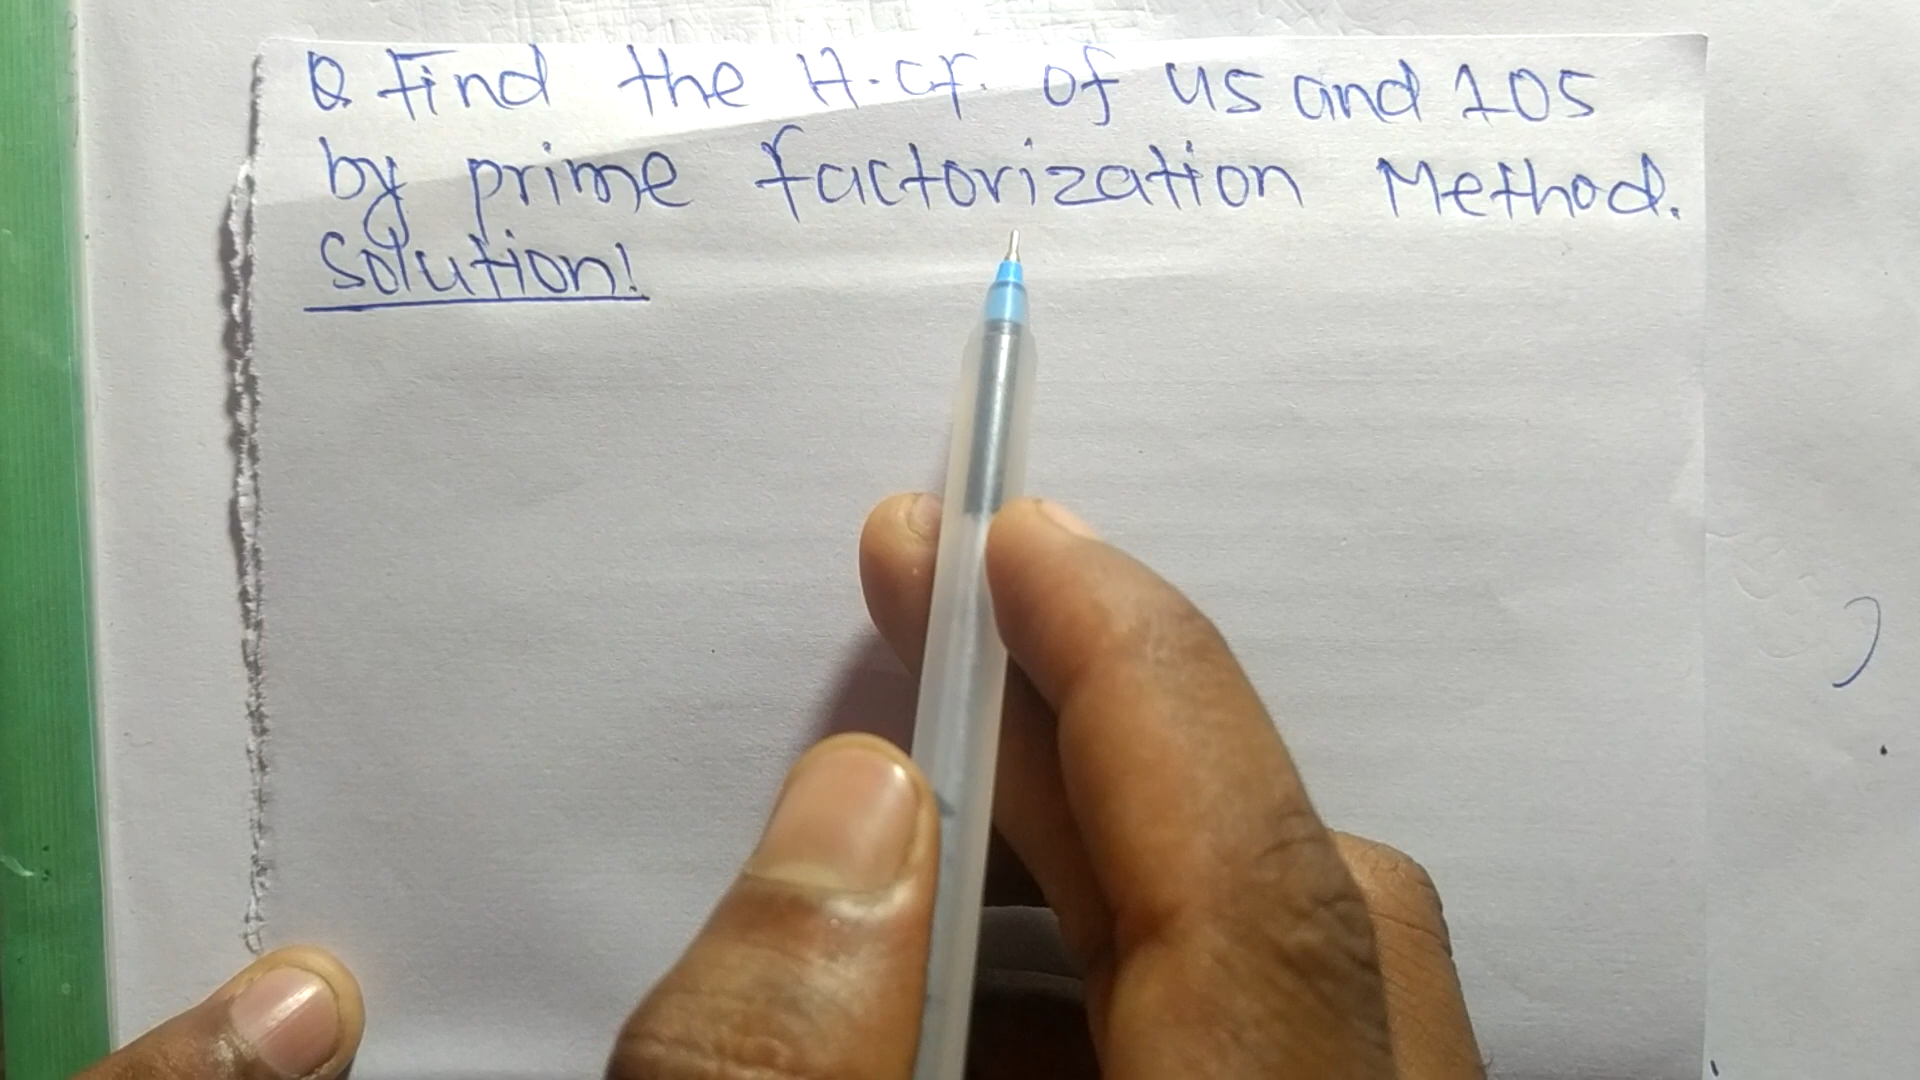 Q Find the H.C.F. of 45 and 105
by prime factorization Method.
Solution!